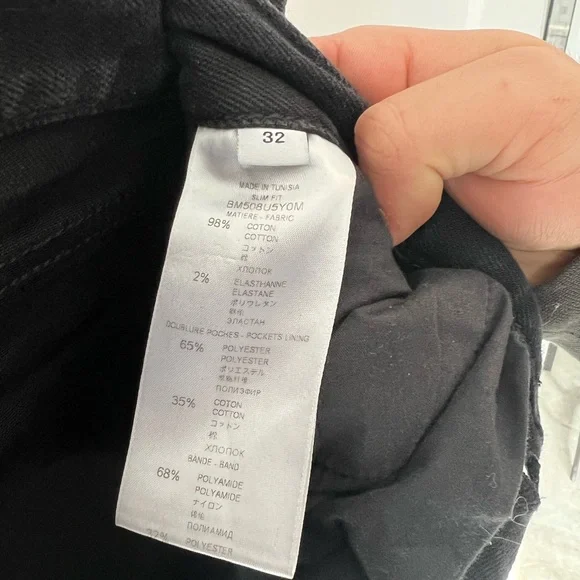 32
MADE IN TUNISIA
SLIM FIT
BM508U5Y0M
MATIERE - FABRIC
98% COTON
COTTON
コットン
棉
ХЛОПОК
2% ELASTHANNE
ELASTANE
ポリウレタン
ЭЛАСТАН
DOUBLURE POCHES - POCKETS LINING
65% POLYESTER
POLYESTER
ポリエステル
ПОЛИЭФИР
35% COTON
COTTON
コットン
棉
ХЛОПОК
BANDE - BAND
68% POLYAMIDE
POLYAMIDE
ナイロン
ПОЛИАМИД
32% POLYESTER